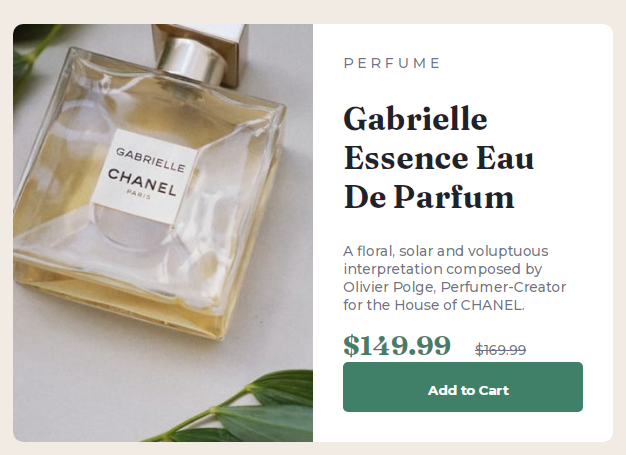 GABRIELLE
CHANEL
PARIS
PERFUME
Gabrielle
Essence Eau
De Parfum
A floral, solar and voluptuous
interpretation composed by
Olivier Polge, Perfumer-Creator
for the House of CHANEL.
$149.99 $169.99
Add to Cart